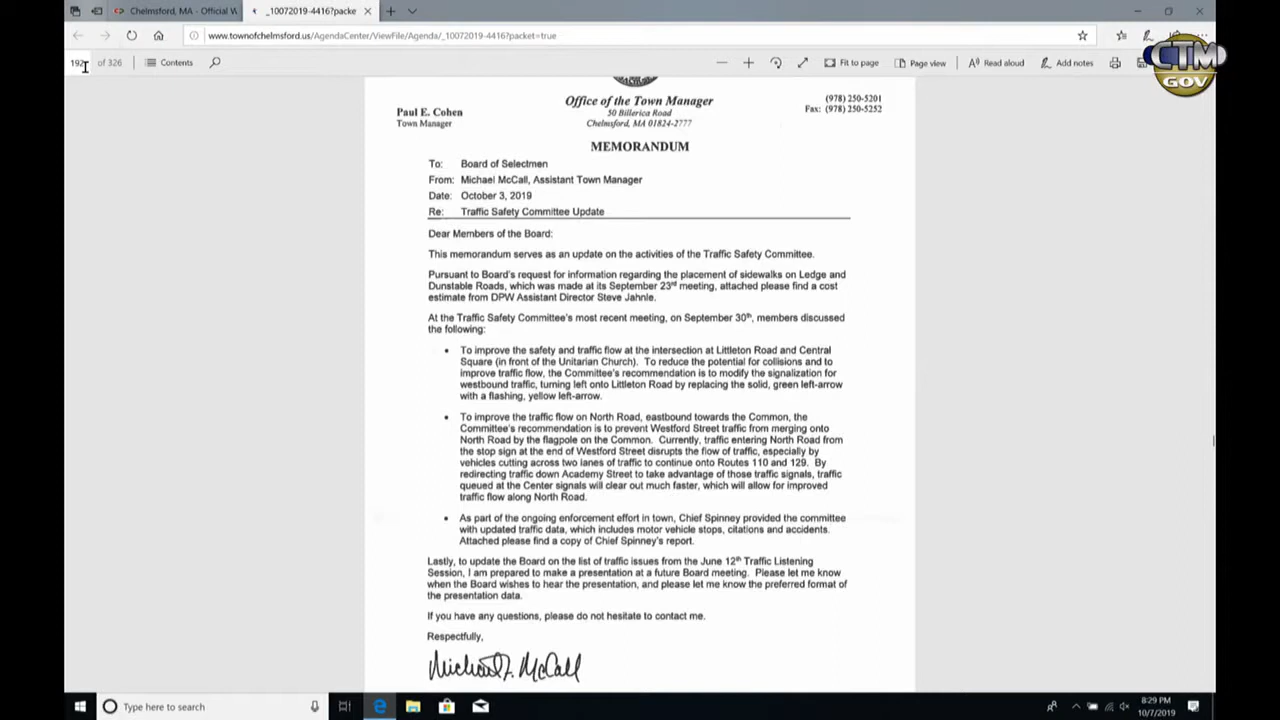 Chelmsford, MA - Official W
_10072019-4416?packe
www.townofchelmsford.us/AgendaCenter/ViewFile/Agenda/_10072019-4416?packet=true
192 of 326
Contents
Fit to page
Page view
Read aloud
Add notes
CTM
GOV
Paul E. Cohen
Town Manager
Office of the Town Manager
50 Billerica Road
Chelmsford, MA 01824-2777
(978) 250-5201
Fax: (978) 250-5252
MEMORANDUM
To: Board of Selectmen
From: Michael McCall, Assistant Town Manager
Date: October 3, 2019
Re: Traffic Safety Committee Update
Dear Members of the Board:
This memorandum serves as an update on the activities of the Traffic Safety Committee.
Pursuant to Board's request for information regarding the placement of sidewalks on Ledge and
Dunstable Roads, which was made at its September 23rd meeting, attached please find a cost
estimate from DPW Assistant Director Steve Jahnle.
At the Traffic Safety Committee's most recent meeting, on September 30th, members discussed
the following:
• To improve the safety and traffic flow at the intersection at Littleton Road and Central
Square (in front of the Unitarian Church). To reduce the potential for collisions and to
improve traffic flow, the Committee's recommendation is to modify the signalization for
westbound traffic, turning left onto Littleton Road by replacing the solid, green left-arrow
with a flashing, yellow left-arrow.
• To improve the traffic flow on North Road, eastbound towards the Common, the
Committee's recommendation is to prevent Westford Street traffic from merging onto
North Road by the flagpole on the Common. Currently, traffic entering North Road from
the stop sign at the end of Westford Street disrupts the flow of traffic, especially by
vehicles cutting across two lanes of traffic to continue onto Routes 110 and 129. By
redirecting traffic down Academy Street to take advantage of those traffic signals, traffic
queued at the Center signals will clear out much faster, which will allow for improved
traffic flow along North Road.
• As part of the ongoing enforcement effort in town, Chief Spinney provided the committee
with updated traffic data, which includes motor vehicle stops, citations and accidents.
Attached please find a copy of Chief Spinney's report.
Lastly, to update the Board on the list of traffic issues from the June 12th Traffic Listening
Session, I am prepared to make a presentation at a future Board meeting. Please let me know
when the Board wishes to hear the presentation, and please let me know the preferred format of
the presentation data.
If you have any questions, please do not hesitate to contact me.
Respectfully,
Michael F. McCall
Type here to search
8:29 PM
10/7/2019